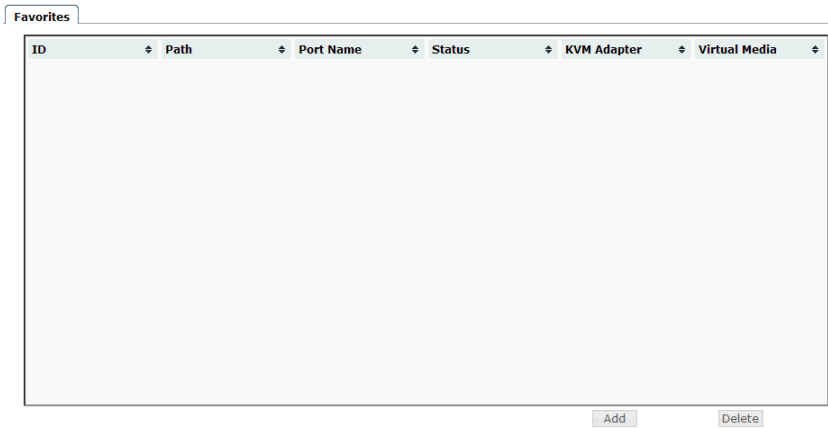 Favorites
ID Path Port Name Status KVM Adapter Virtual Media
Add Delete